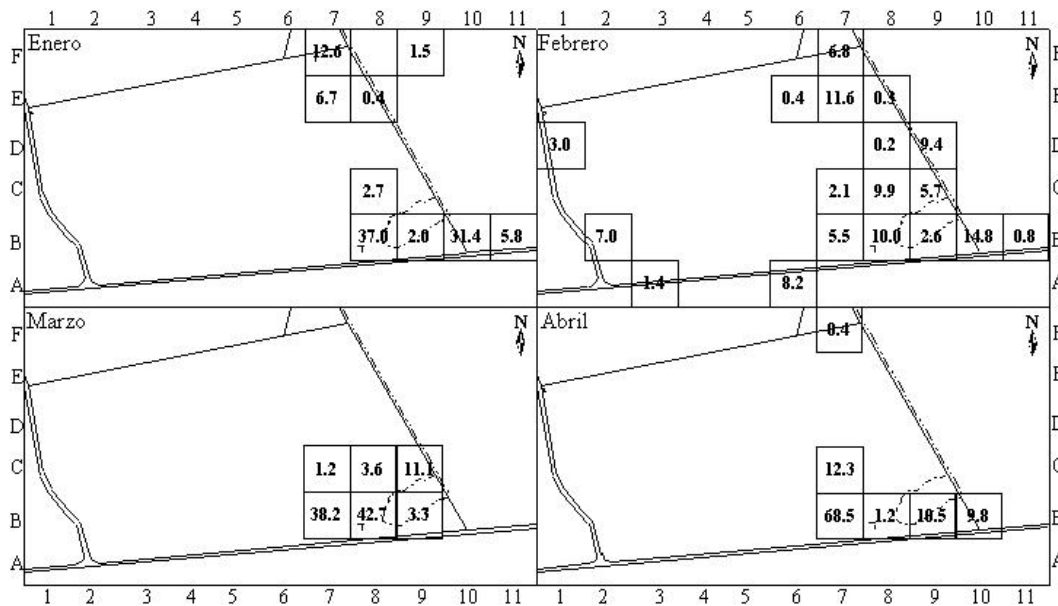 1 2 3 4 5 6 7 8 9 10 11 1 2 3 4 5 6 7 8 9 10 11
Enero N Febrero N
F 12.6 1.5 6.8 F
E 6.7 0.4 0.4 11.6 0.3 E
D 3.0 0.2 9.4 D
C 2.7 2.1 9.9 5.7 C
B 37.0 2.0 31.4 5.8 7.0 5.5 10.0 2.6 14.8 0.8 B
A 1.4 8.2 A
Marzo N Abril N
F 0.4 F
E E
D D
C 1.2 3.6 11.1 12.3 C
B 38.2 42.7 3.3 68.5 1.2 9.8 B
A A
1 2 3 4 5 6 7 8 9 10 11 1 2 3 4 5 6 7 8 9 10 11